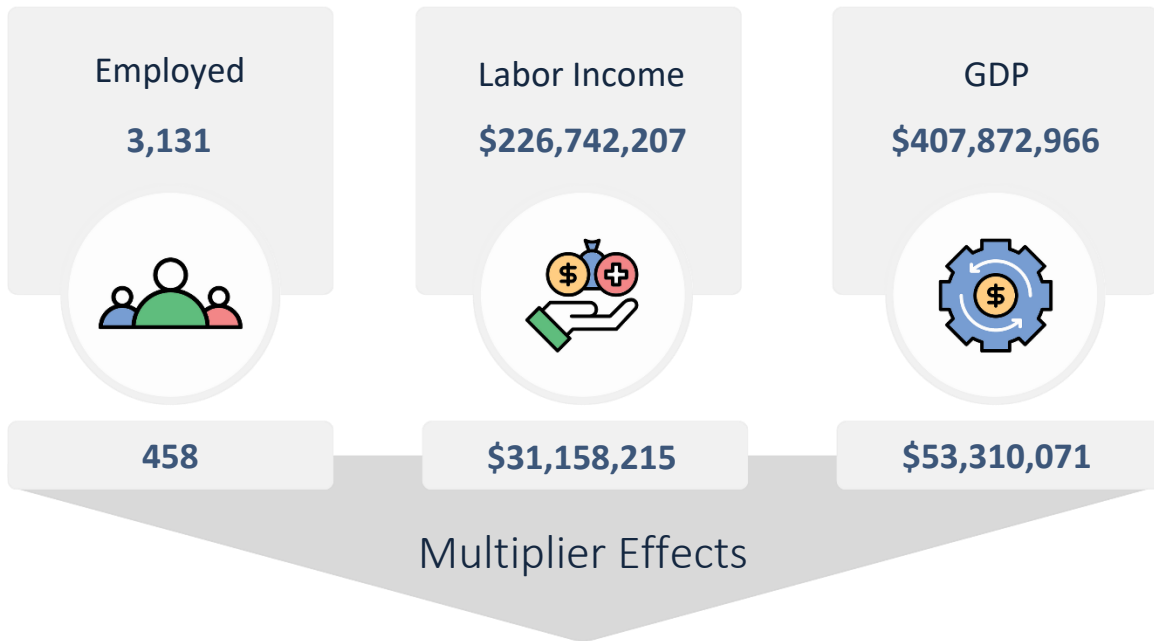 Employed
3,131
Labor Income
$226,742,207
GDP
$407,872,966
458
$31,158,215
$53,310,071
Multiplier Effects